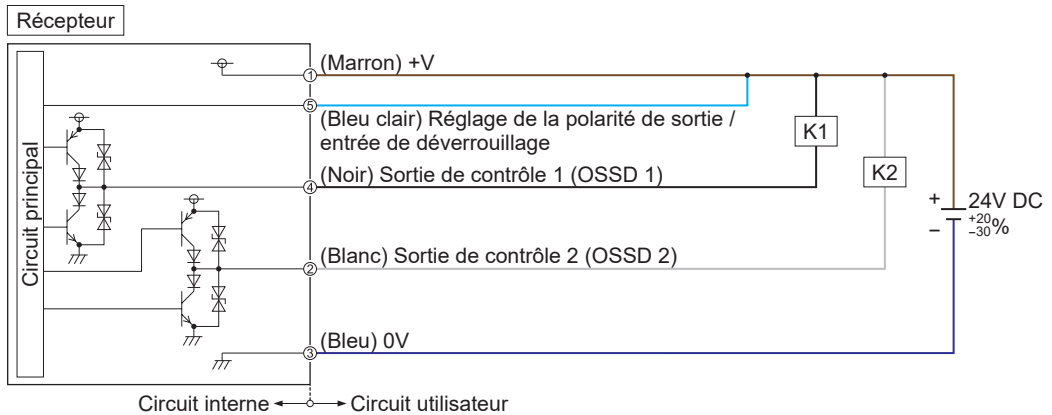 Récepteur
Circuit principal
1 (Marron) +V
5
(Bleu clair) Réglage de la polarité de sortie /
entrée de déverrouillage
K1
4 (Noir) Sortie de contrôle 1 (OSSD 1)
K2
+ 24V DC
– +20 –30 %
2 (Blanc) Sortie de contrôle 2 (OSSD 2)
3 (Bleu) 0V
Circuit interne Circuit utilisateur